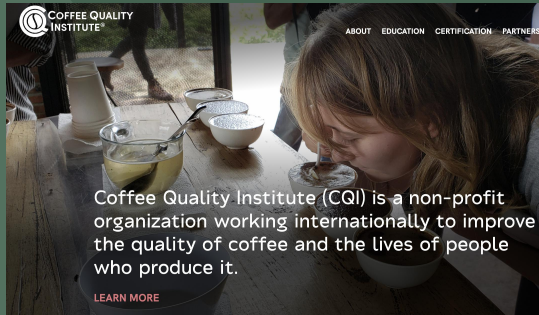 COFFEE QUALITY
INSTITUTE®
ABOUT EDUCATION CERTIFICATION PARTNERS
Coffee Quality Institute (CQI) is a non-profit
organization working internationally to improve
the quality of coffee and the lives of people
who produce it.
LEARN MORE